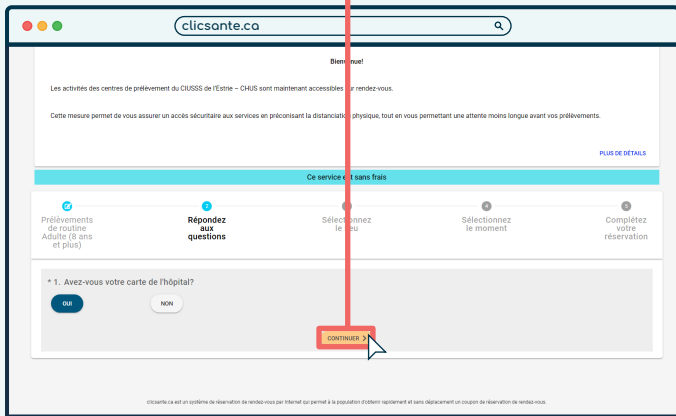 clicsante.ca
Bienvenue!
Les activités des centres de prélèvement du CIUSSS de l'Estrie – CHUS sont maintenant accessibles sur rendez-vous.
Cette mesure permet de vous assurer un accès sécuritaire aux services en préconisant la distanciation physique, tout en vous permettant une attente moins longue avant vos prélèvements.
PLUS DE DÉTAILS
Ce service est sans frais
2
4
5
Prélèvements
de routine
Adulte (8 ans
et plus)
Répondez
aux
questions
Sélectionnez
le lieu
Sélectionnez
le moment
Complétez
votre
réservation
* 1. Avez-vous votre carte de l'hôpital?
OUI
NON
CONTINUER
clicsante.ca est un système de réservation de rendez-vous par Internet qui permet à la population d'obtenir rapidement et sans déplacement un coupon de réservation de rendez-vous.